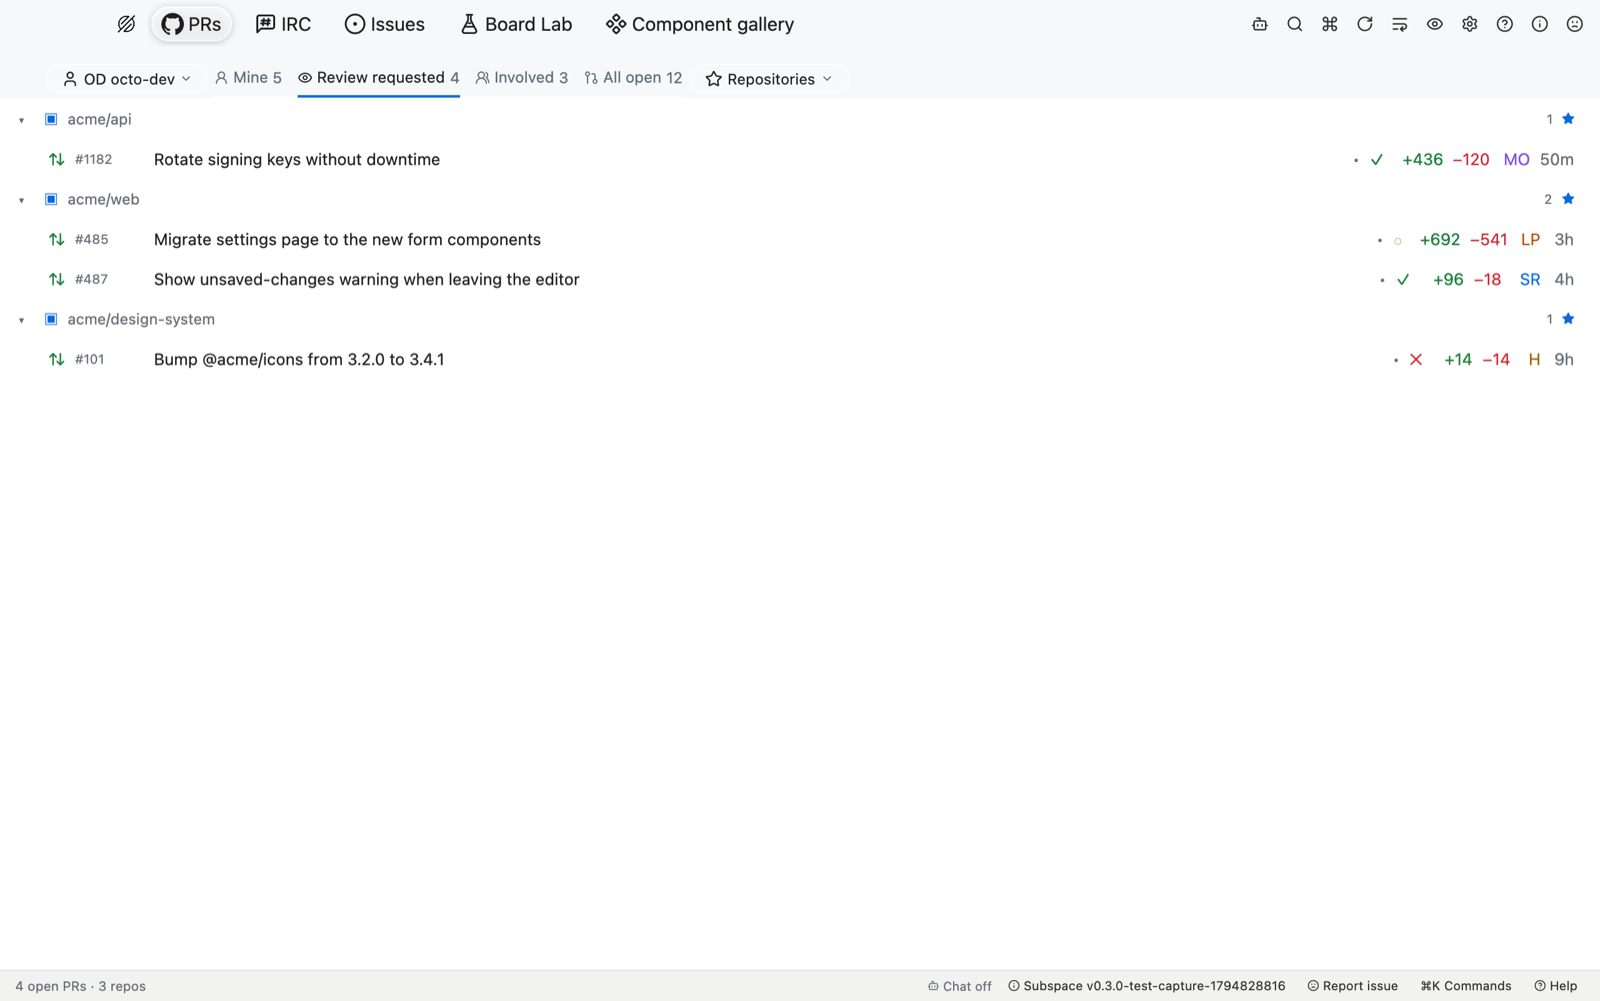 PRs IRC Issues Board Lab Component gallery
OD octo-dev Mine 5 Review requested 4 Involved 3 All open 12 Repositories
acme/api 1
#1182 Rotate signing keys without downtime +436 −120 MO 50m
acme/web 2
#485 Migrate settings page to the new form components +692 −541 LP 3h
#487 Show unsaved-changes warning when leaving the editor +96 −18 SR 4h
acme/design-system 1
#101 Bump @acme/icons from 3.2.0 to 3.4.1 +14 −14 H 9h
4 open PRs · 3 repos Chat off Subspace v0.3.0-test-capture-1794828816 Report issue ⌘K Commands Help